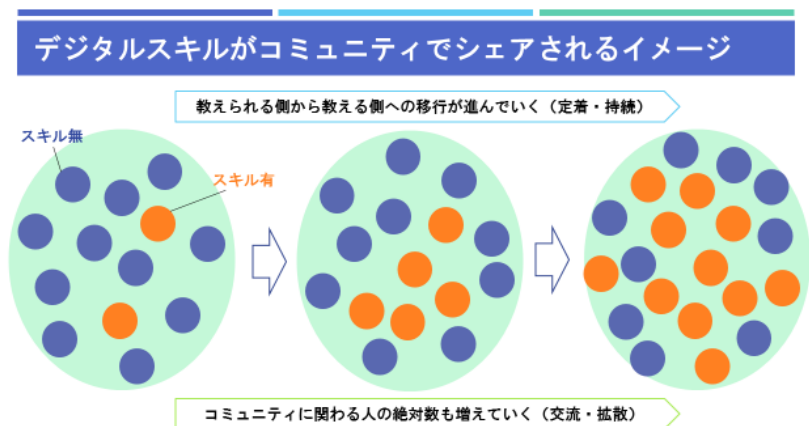 デジタルスキルがコミュニティでシェアされるイメージ
教えられる側から教える側への移行が進んでいく（定着・持続）
スキル無
スキル有
コミュニティに関わる人の絶対数も増えていく（交流・拡散）